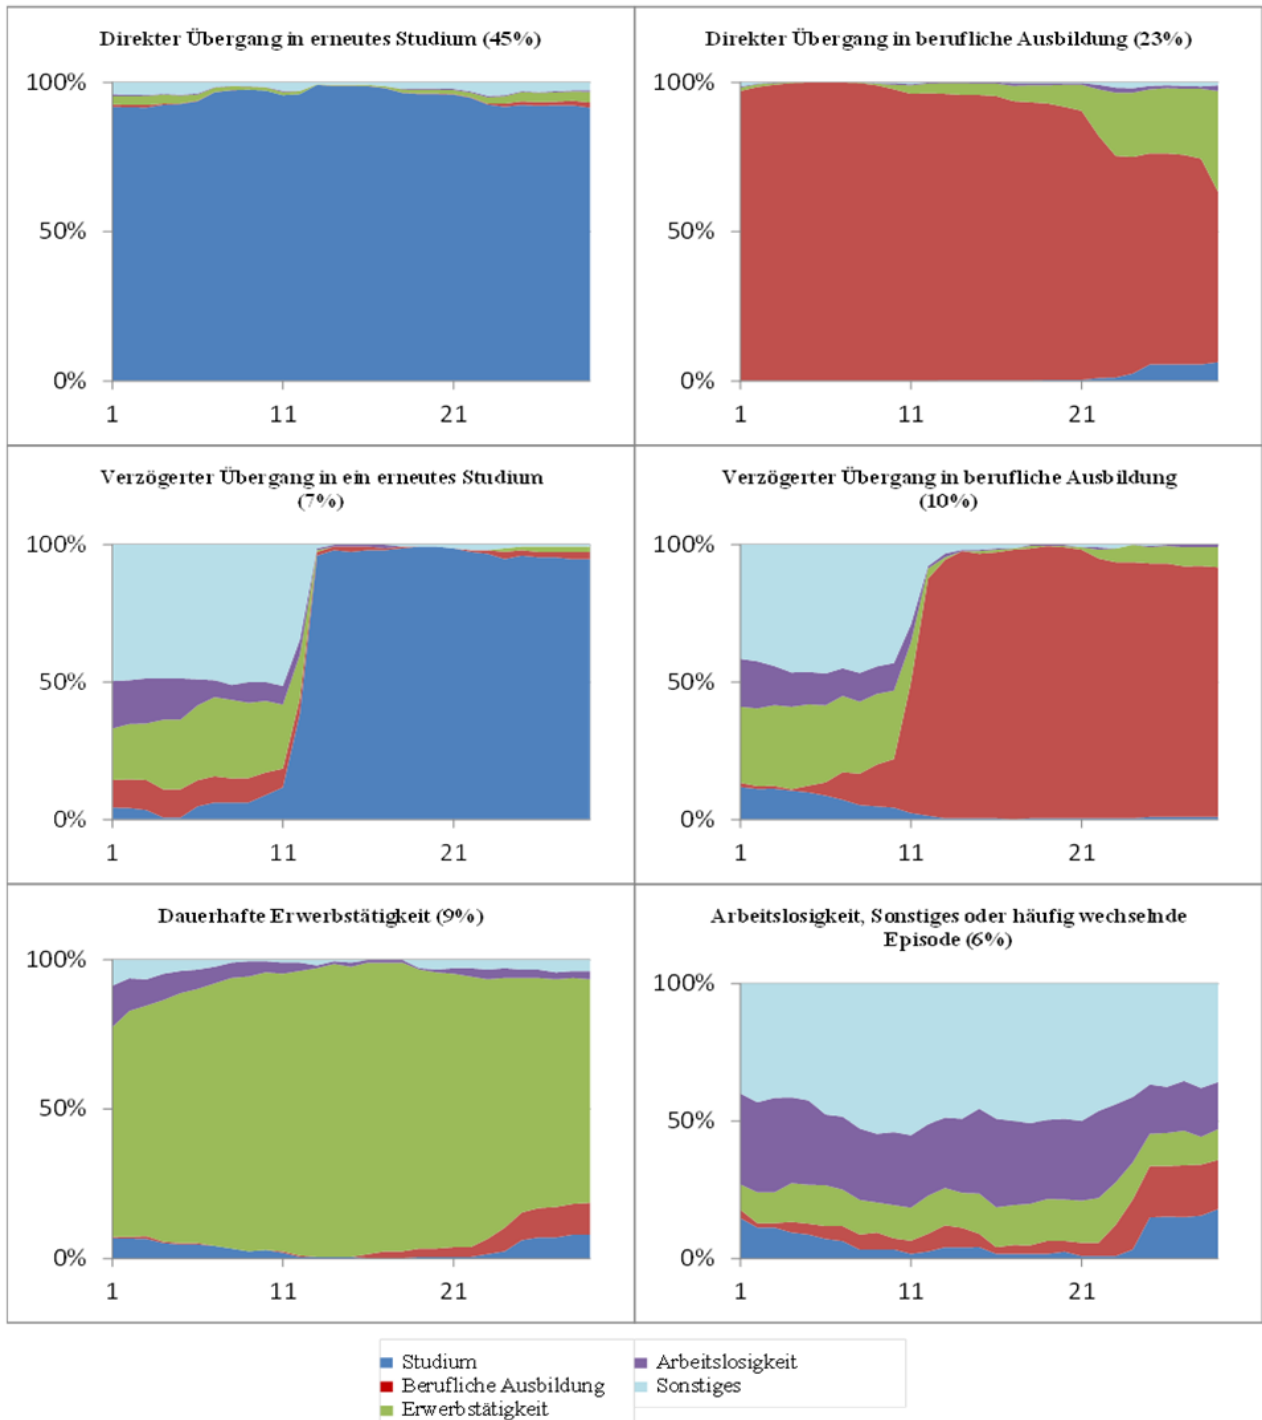 Direkter Übergang in erneutes Studium (45%)
100%
50%
0%
1 11 21
Direkter Übergang in berufliche Ausbildung (23%)
100%
50%
0%
1 11 21
Verzögerter Übergang in ein erneutes Studium
(7%)
100%
50%
0%
1 11 21
Verzögerter Übergang in berufliche Ausbildung
(10%)
100%
50%
0%
1 11 21
Dauerhafte Erwerbstätigkeit (9%)
100%
50%
0%
1 11 21
Arbeitslosigkeit, Sonstiges oder häufig wechselnde
Episode (6%)
100%
50%
0%
1 11 21
Studium
Berufliche Ausbildung
Erwerbstätigkeit
Arbeitslosigkeit
Sonstiges